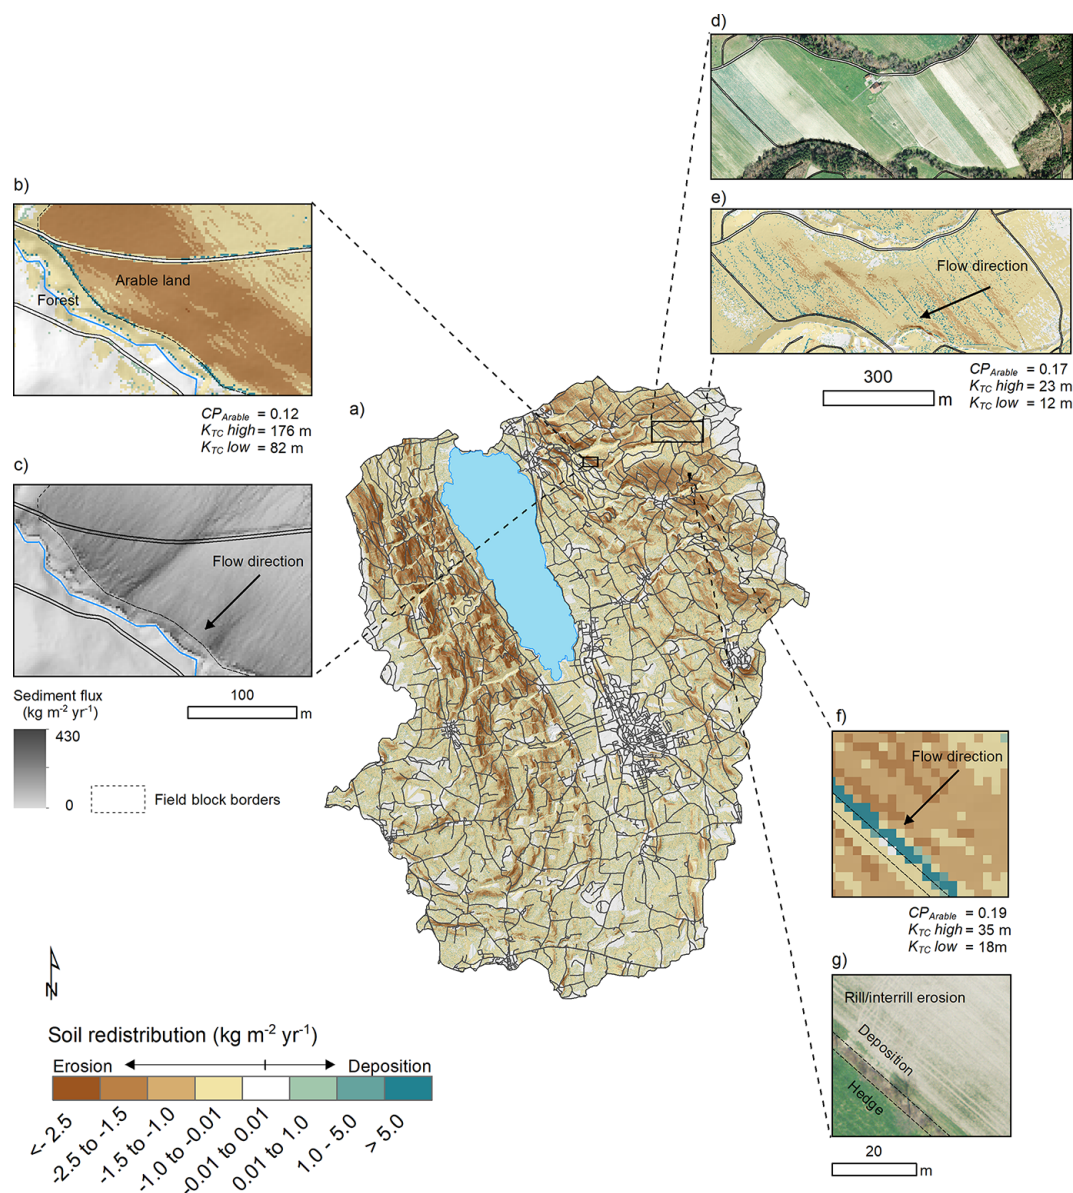 d)
b)
e)
Flow direction
Arable land
Forest
300
m
CPArable = 0.17
KTC high = 23 m
KTC low = 12 m
CPArable = 0.12
KTC high = 176 m
KTC low = 82 m
a)
c)
Flow direction
Sediment flux
(kg m-2 yr-1)
430
0
100
m
Field block borders
f)
Flow direction
CPArable = 0.19
KTC high = 35 m
KTC low = 18m
g)
Rill/interrill erosion
Deposition
Hedge
20
m
N
Soil redistribution (kg m-2 yr-1)
Erosion
Deposition
<- 2.5
-2.5 to -1.5
-1.5 to -1.0
-1.0 to -0.01
-0.01 to 0.01
0.01 to 1.0
1.0 - 5.0
> 5.0